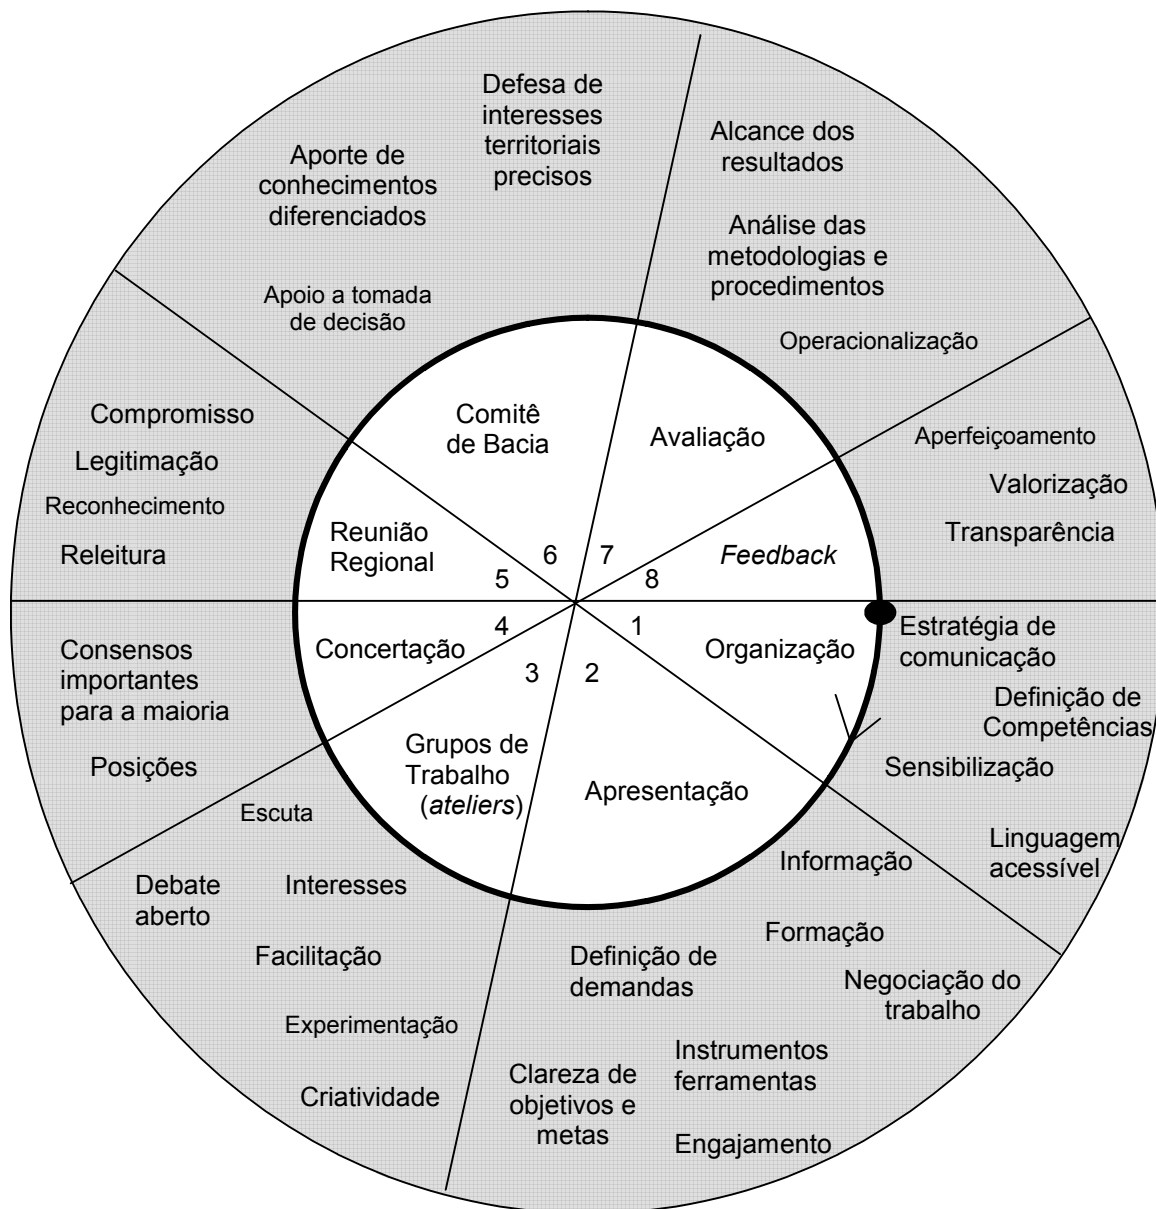 Defesa de
interesses
territoriais
precisos
Aporte de
conhecimentos
diferenciados
Apoio a tomada
de decisão
Alcance dos
resultados
Análise das
metodologias e
procedimentos
Operacionalização
Compromisso
Legitimação
Reconhecimento
Releitura
Comitê
de Bacia
Avaliação
Aperfeiçoamento
Valorização
Transparência
Reunião
Regional
5
6
7
8
Feedback
Consensos
importantes
para a maioria
Posições
Concertação
4
3
2
1
Organização
Estratégia de
comunicação
Definição de
Competências
Sensibilização
Linguagem
acessível
Grupos de
Trabalho
(ateliers)
Apresentação
Escuta
Debate
aberto
Interesses
Facilitação
Experimentação
Criatividade
Informação
Formação
Negociação do
trabalho
Definição de
demandas
Instrumentos
ferramentas
Clareza de
objetivos e
metas
Engajamento